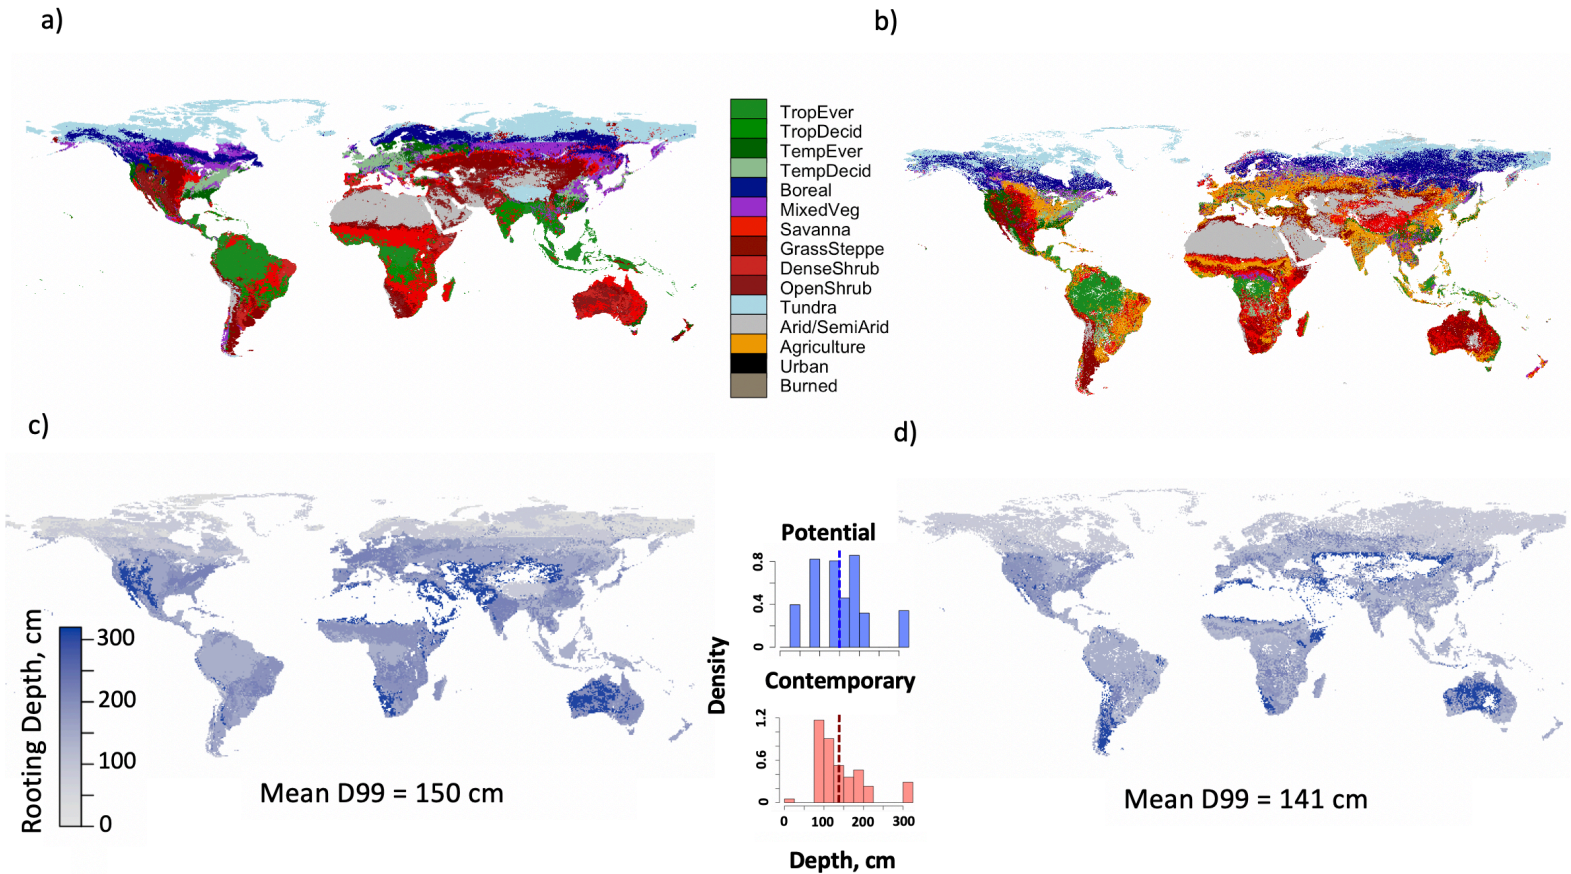 a)
b)
TropEver
TropDecid
TempEver
TempDecid
Boreal
MixedVeg
Savanna
GrassSteppe
DenseShrub
OpenShrub
Tundra
Arid/SemiArid
Agriculture
Urban
Burned
c)
d)
Rooting Depth, cm
300
200
100
0
Mean D99 = 150 cm
Density
Potential
0.8
0.4
0
Contemporary
1.2
0.6
0
0 100 300
Depth, cm
Mean D99 = 141 cm